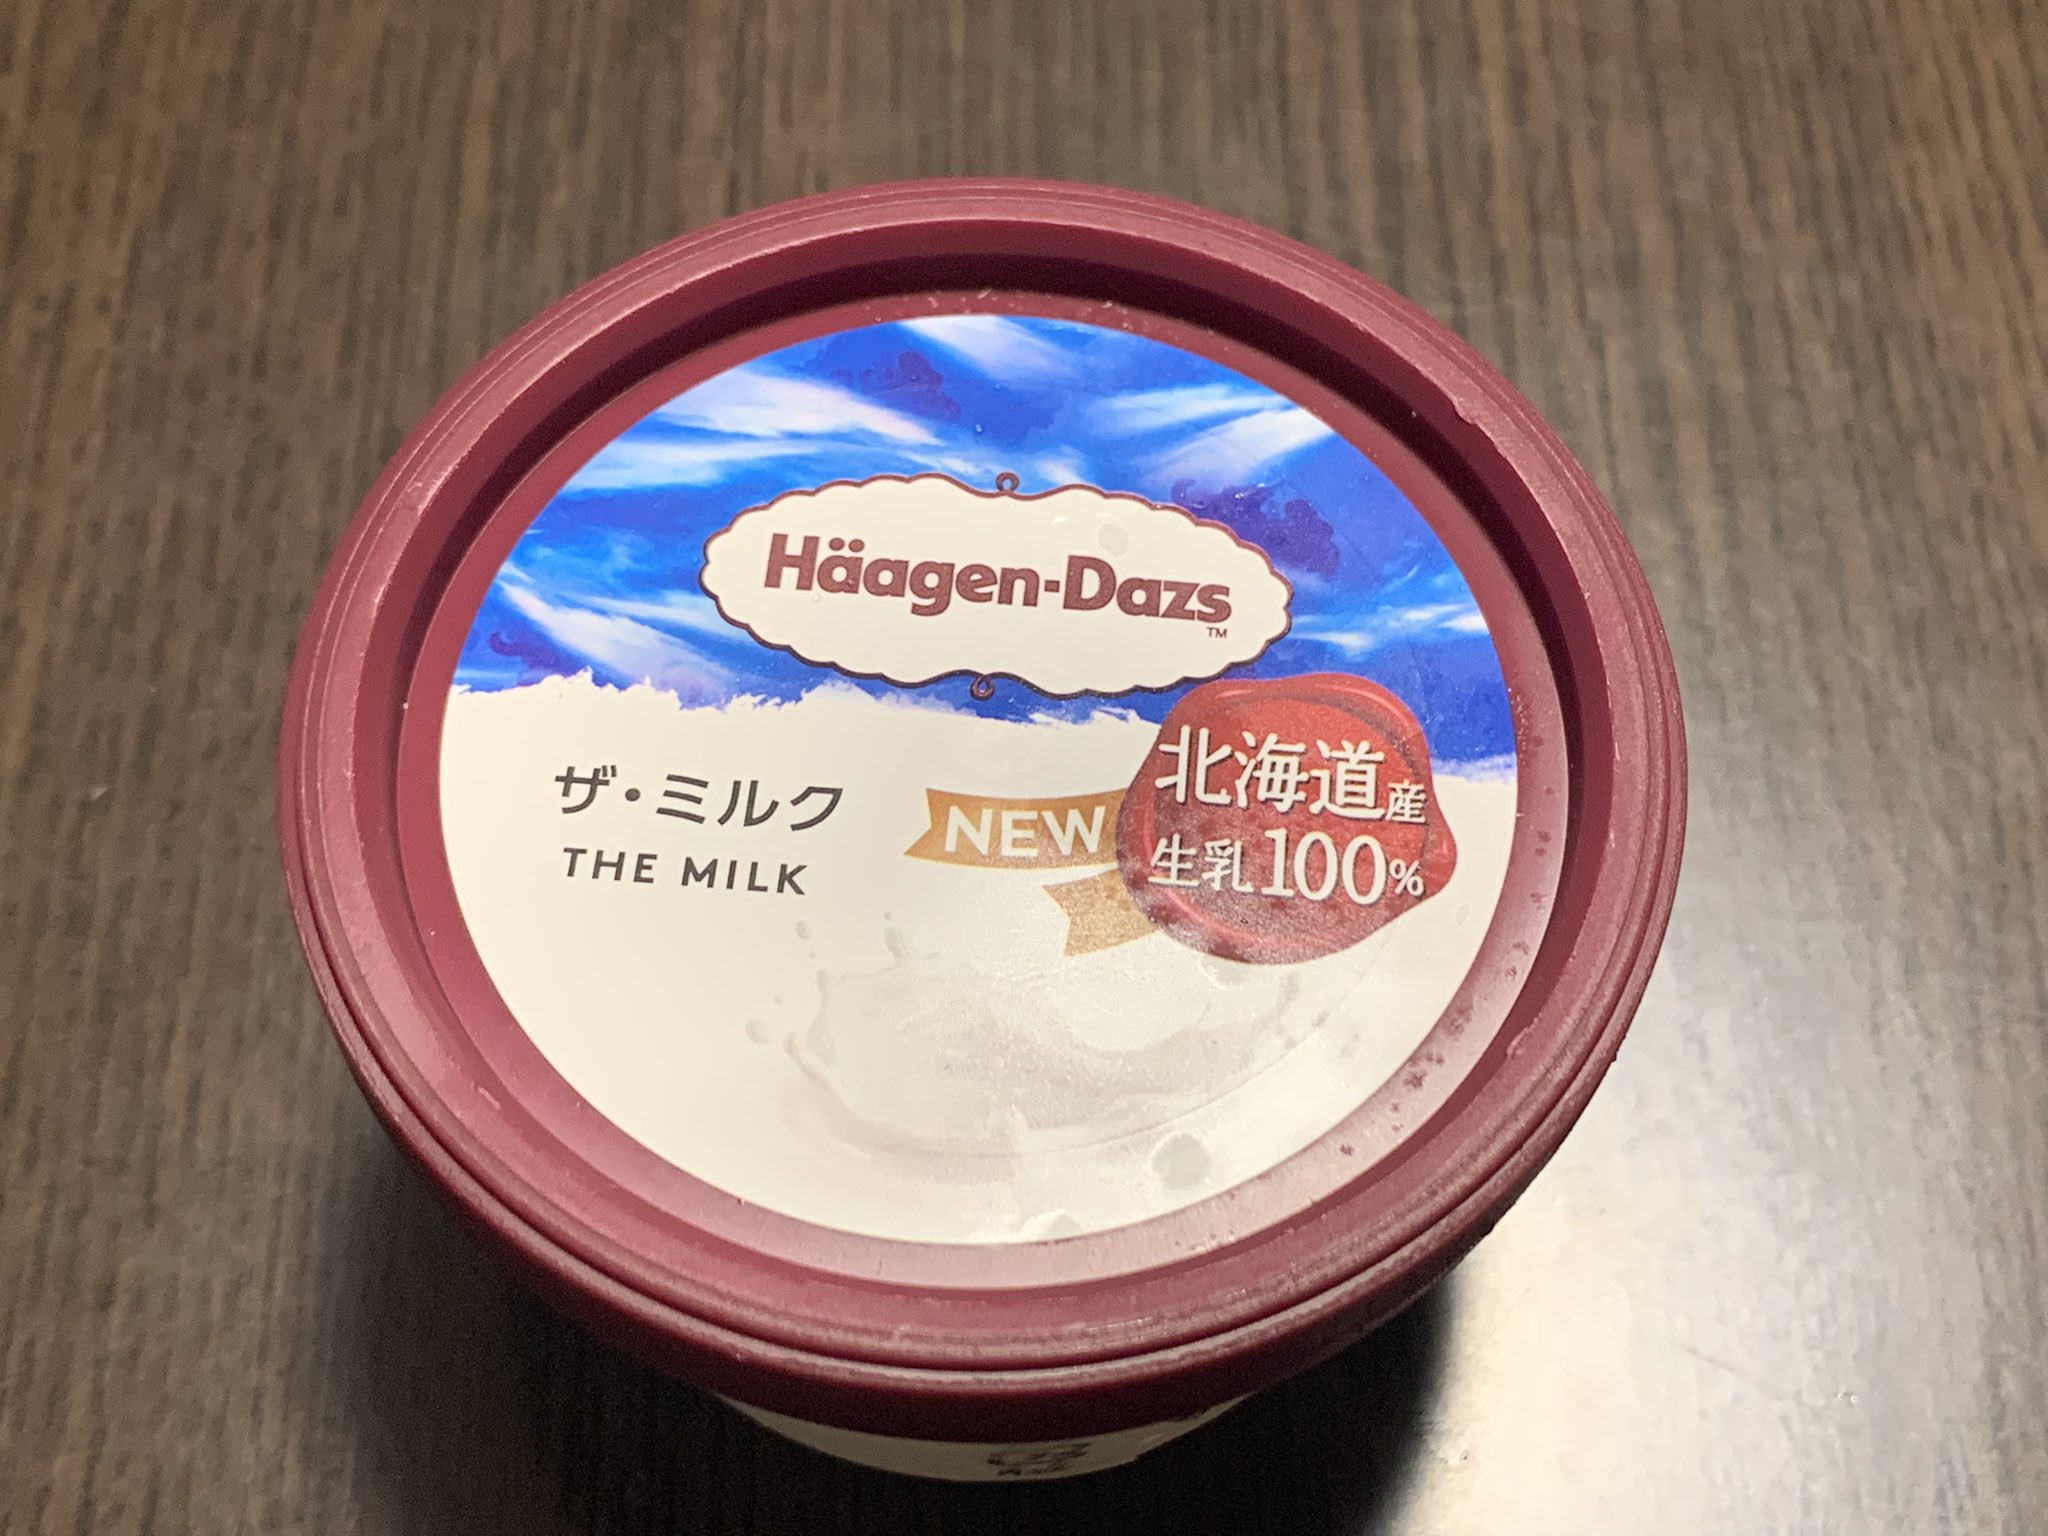 Häagen-Dazs
TM
ザ・ミルク
THE MILK
NEW
北海道産
生乳100%